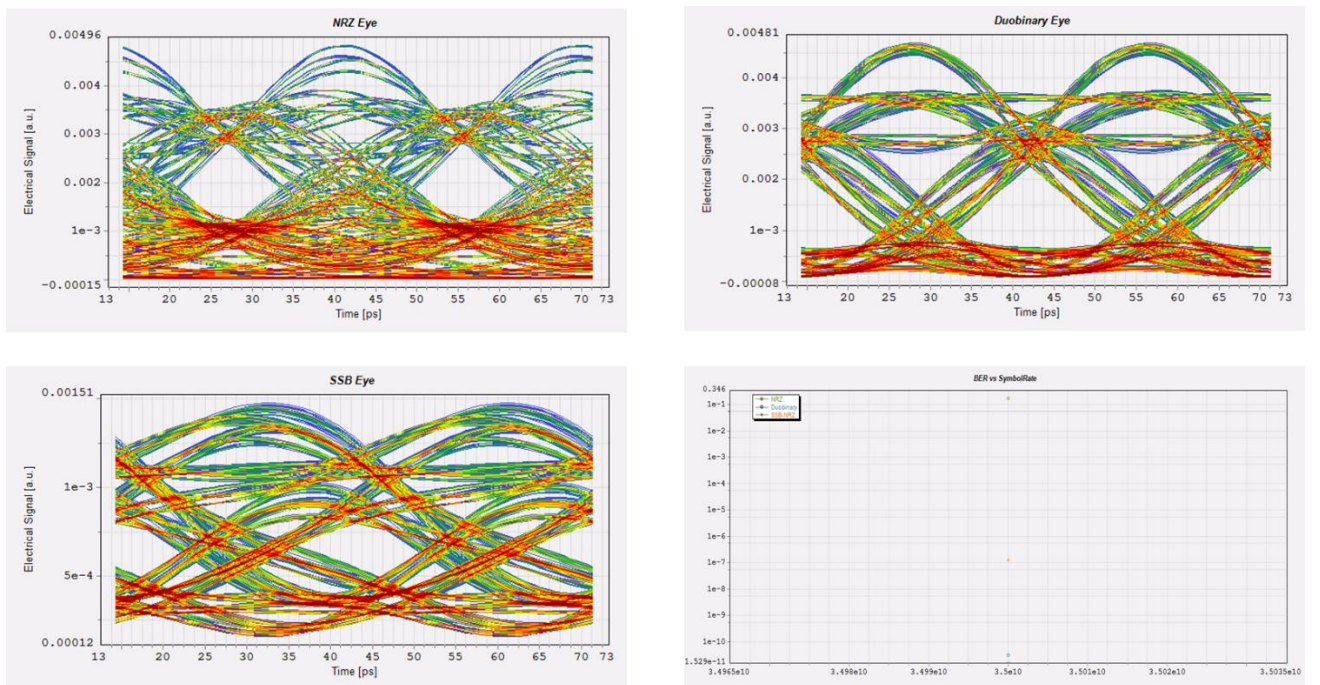 NRZ Eye
0.00496
0.004
0.003
0.002
1e-3
-0.00015
Electrical Signal [a.u.]
13 20 25 30 35 40 45 50 55 60 65 70 73
Time [ps]
Duobinary Eye
0.00481
0.004
0.003
0.002
1e-3
-0.00008
Electrical Signal [a.u.]
13 20 25 30 35 40 45 50 55 60 65 70 73
Time [ps]
SSB Eye
0.00151
1e-3
5e-4
0.00012
Electrical Signal [a.u.]
13 20 25 30 35 40 45 50 55 60 65 70 73
Time [ps]
BER vs SymbolRate
0.346
1e-1
1e-2
1e-3
1e-4
1e-5
1e-6
1e-7
1e-8
1e-9
1e-10
1.529e-11
NRZ
Duobinary
SSB-NRZ
3.4965e10 3.498e10 3.499e10 3.5e10 3.501e10 3.502e10 3.5035e10